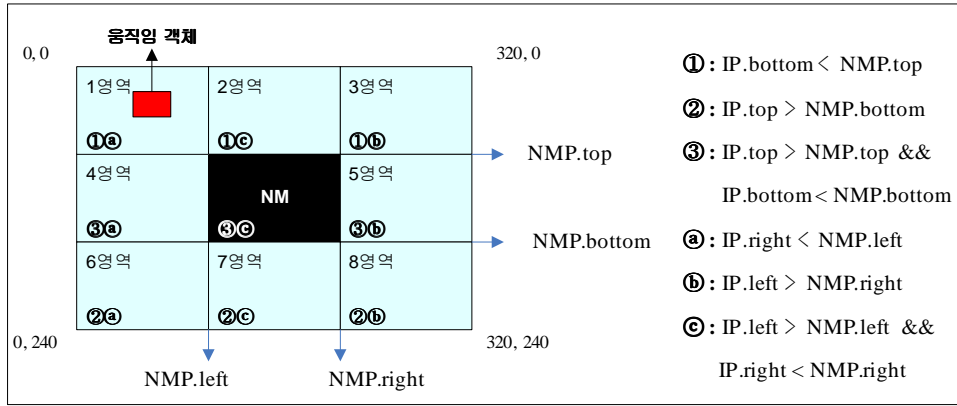 움직임 객체
0, 0
320, 0
1영역
2영역
3영역
①ⓐ
①ⓒ
①ⓑ
NMP.top
4영역
NM
5영역
③ⓐ
③ⓒ
③ⓑ
NMP.bottom
6영역
7영역
8영역
②ⓐ
②ⓒ
②ⓑ
0, 240
320, 240
NMP.left
NMP.right
①: IP.bottom < NMP.top
②: IP.top > NMP.bottom
③: IP.top > NMP.top &&
IP.bottom < NMP.bottom
ⓐ: IP.right < NMP.left
ⓑ: IP.left > NMP.right
ⓒ: IP.left > NMP.left &&
IP.right < NMP.right